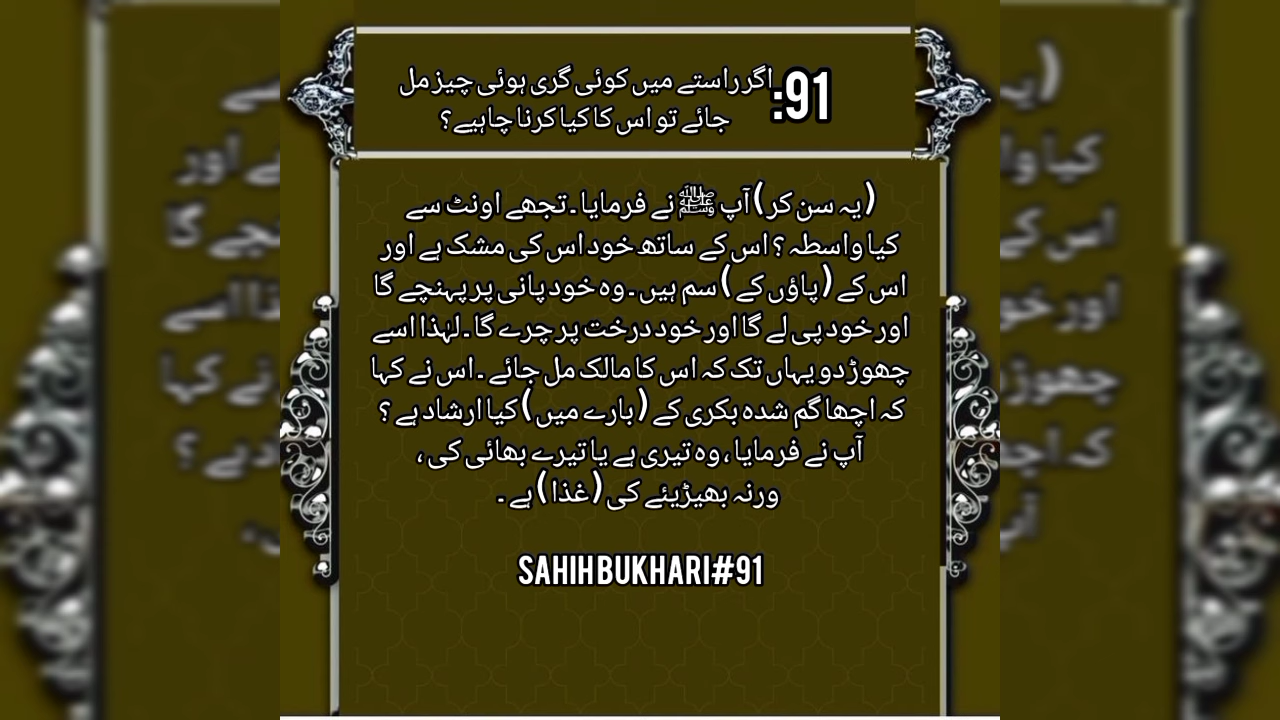 91:
اگر راستے میں کوئی گری ہوئی چیز مل
جائے تو اس کا کیا کرنا چاہیے؟
(یہ سن کر) آپ ﷺ نے فرمایا۔ تجھے اونٹ سے
کیا واسطہ؟ اس کے ساتھ خود اس کی مشک ہے اور
اس کے (پاؤں کے) سم ہیں۔ وہ خود پانی پر پہنچے گا
اور خود پی لے گا اور خود درخت پر چرے گا۔ لہٰذا اسے
چھوڑ دو یہاں تک کہ اس کا مالک مل جائے۔ اس نے کہا
کہ اچھا گم شدہ بکری کے (بارے میں) کیا ارشاد ہے؟
آپ نے فرمایا، وہ تیری ہے یا تیرے بھائی کی،
ورنہ بھیڑیئے کی (غذا) ہے۔
SAHIH BUKHARI#91